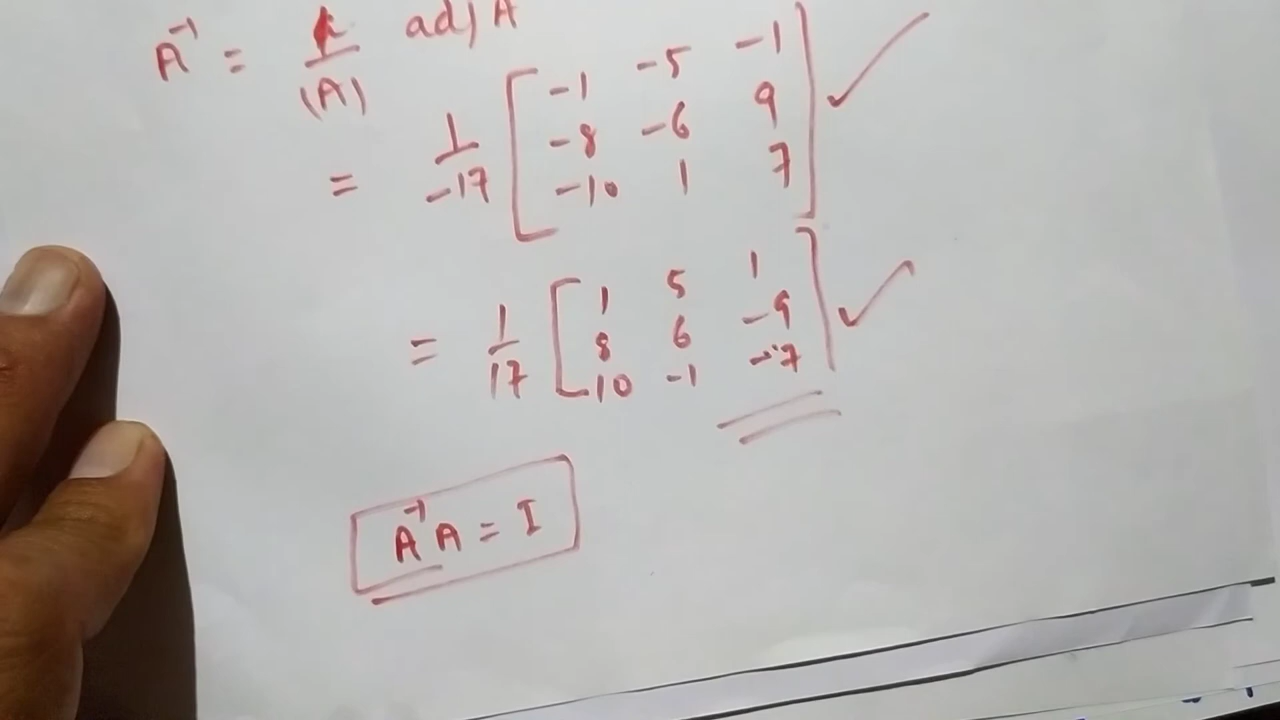 A⁻¹ = 1/(A) adj A
= 1/-17 [ -1 -5 -1
-8 -6 9
-10 1 7 ] ✓
= 1/17 [ 1 5 1
8 6 -9
10 -1 -7 ] ✓
A⁻¹ A = I